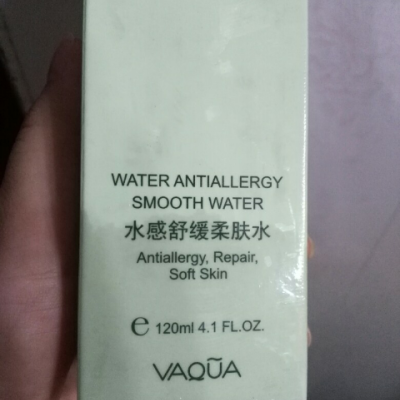 WATER ANTIALLERGY
SMOOTH WATER
水感舒缓柔肤水
Antiallergy, Repair,
Soft Skin
℮ 120ml 4.1 FL.OZ.
VAQŨA